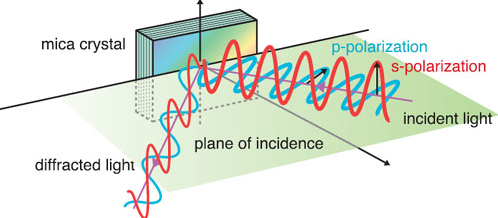 mica crystal
p-polarization
s-polarization
incident light
plane of incidence
diffracted light